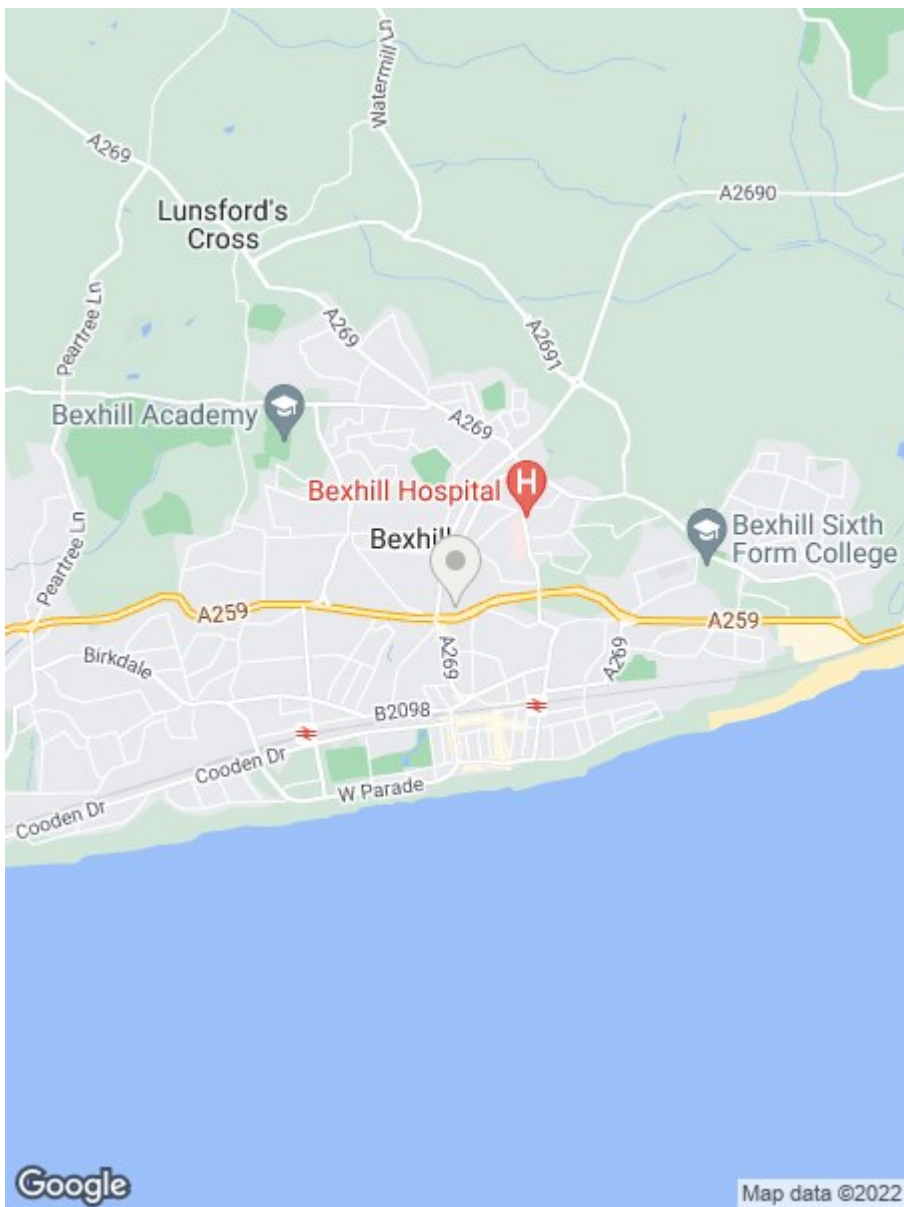 Watermill Ln
A269
A2690
Lunsford's
Cross
Peartree Ln
A269
A2691
Bexhill Academy
A269
Bexhill Hospital
H
Bexhill Sixth
Form College
Bexhill
Peartree Ln
A259
A259
Birkdale
A269
A269
B2098
Cooden Dr
W Parade
Cooden Dr
Google
Map data ©2022